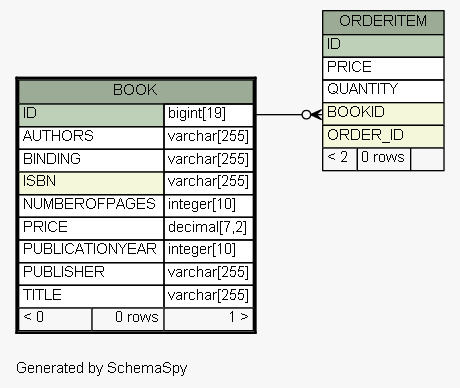 ORDERITEM
ID
PRICE
QUANTITY
BOOKID
ORDER_ID
< 2 0 rows
BOOK
ID bigint[19]
AUTHORS varchar[255]
BINDING varchar[255]
ISBN varchar[255]
NUMBEROFPAGES integer[10]
PRICE decimal[7,2]
PUBLICATIONYEAR integer[10]
PUBLISHER varchar[255]
TITLE varchar[255]
< 0 0 rows 1 >
Generated by SchemaSpy